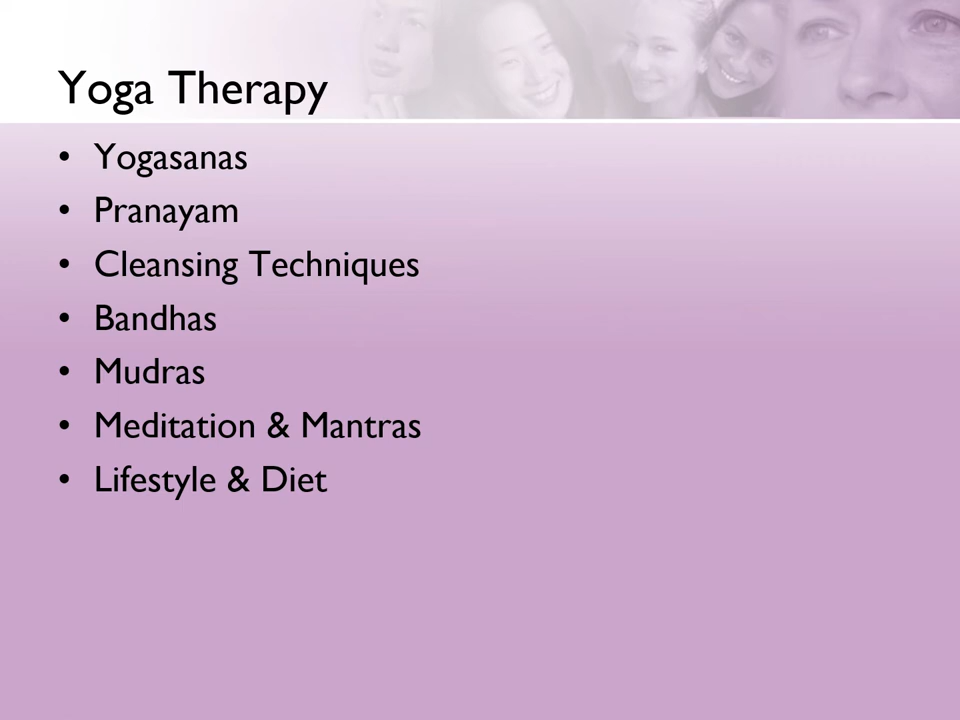 Yoga Therapy
• Yogasanas
• Pranayam
• Cleansing Techniques
• Bandhas
• Mudras
• Meditation & Mantras
• Lifestyle & Diet